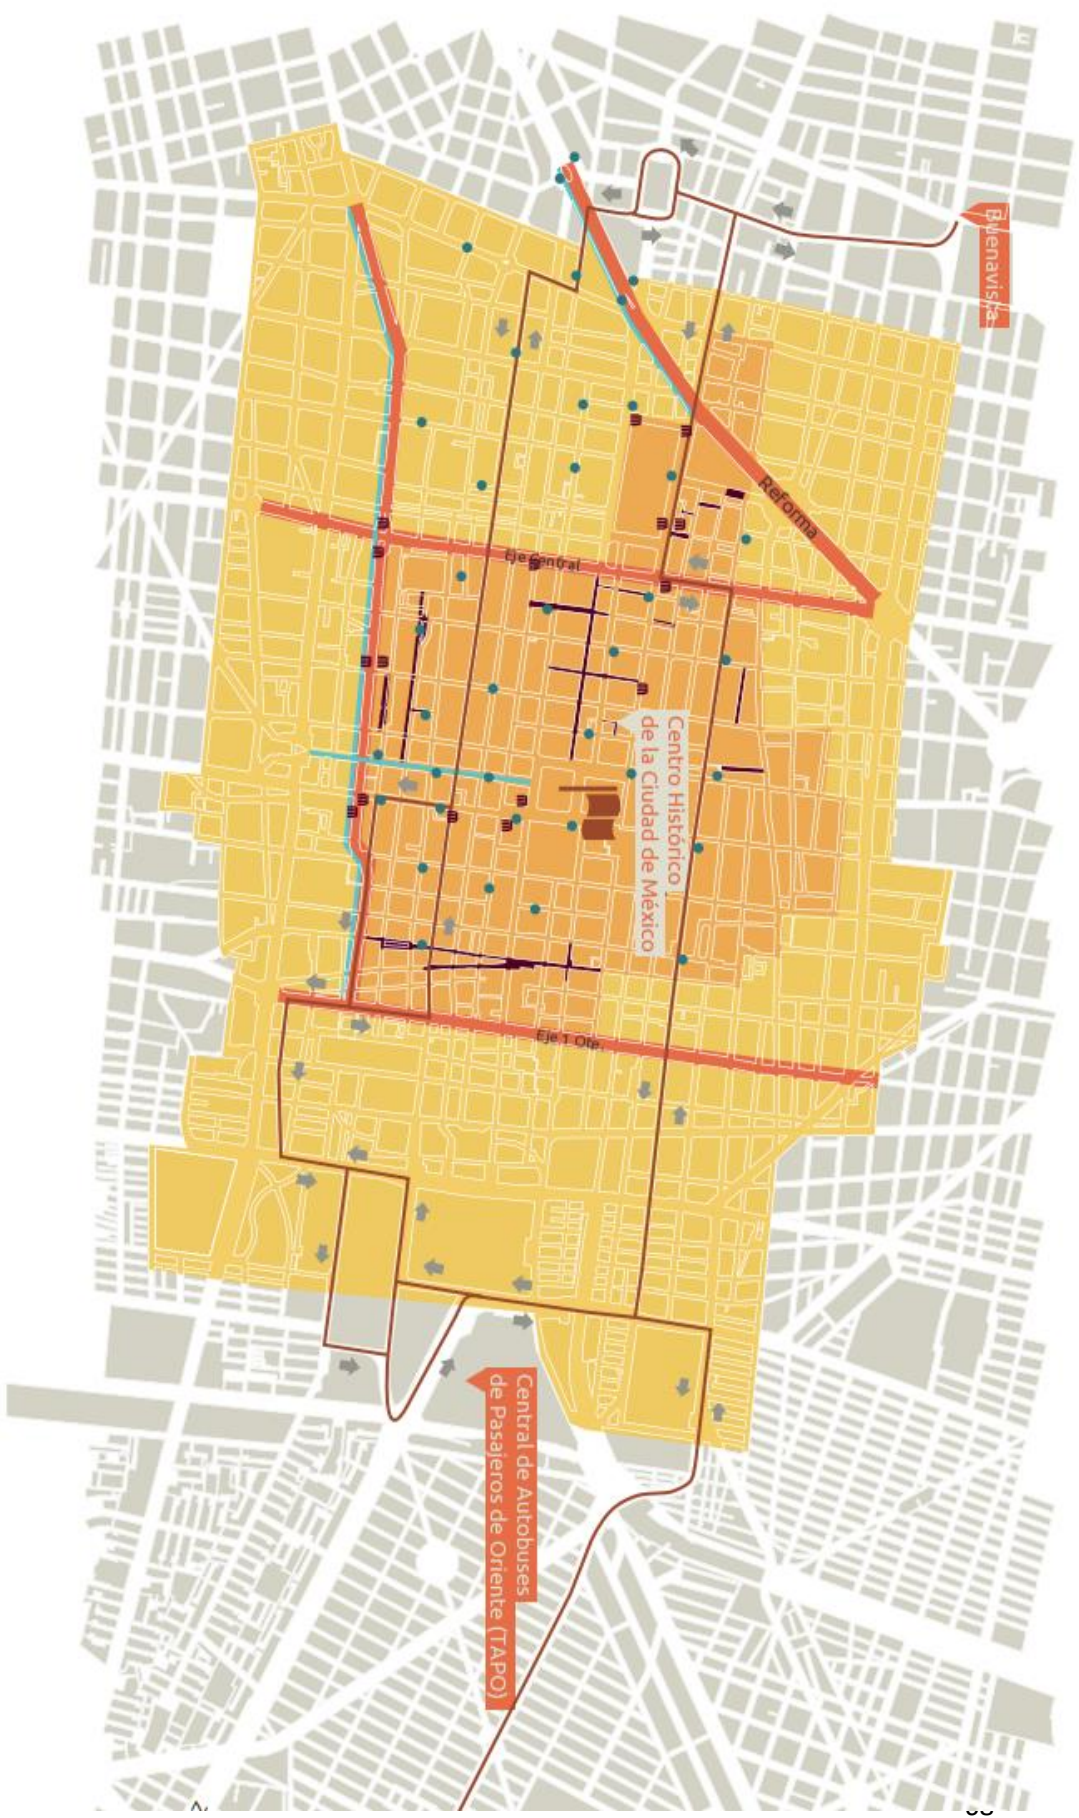 Buenavista
Reforma
Eje Central
Centro Histórico
de la Ciudad de México
Eje 1 Ote.
Central de Autobuses
de Pasajeros de Oriente (TAPO)